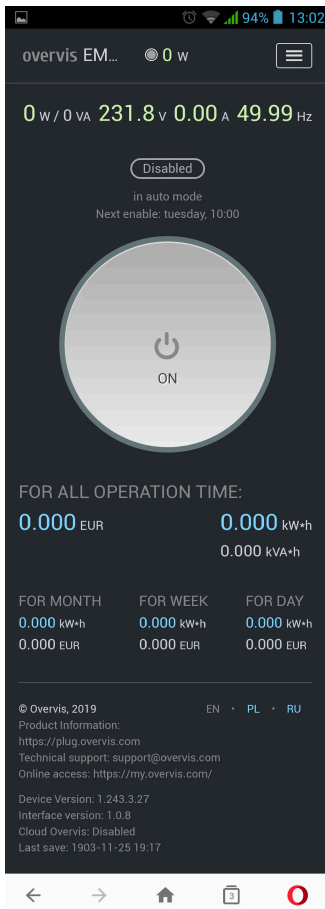 94% 13:02
overvis EM... 0 W
0 W / 0 VA 231.8 V 0.00 A 49.99 Hz
Disabled
in auto mode
Next enable: tuesday, 10:00
ON
FOR ALL OPERATION TIME:
0.000 EUR 0.000 kW*h
0.000 kVA*h
FOR MONTH FOR WEEK FOR DAY
0.000 kW*h 0.000 kW*h 0.000 kW*h
0.000 EUR 0.000 EUR 0.000 EUR
© Overvis, 2019 EN • PL • RU
Product Information:
https://plug.overvis.com
Technical support: support@overvis.com
Online access: https://my.overvis.com/
Device Version: 1.243.3.27
Interface version: 1.0.8
Cloud Overvis: Disabled
Last save: 1903-11-25 19:17
3